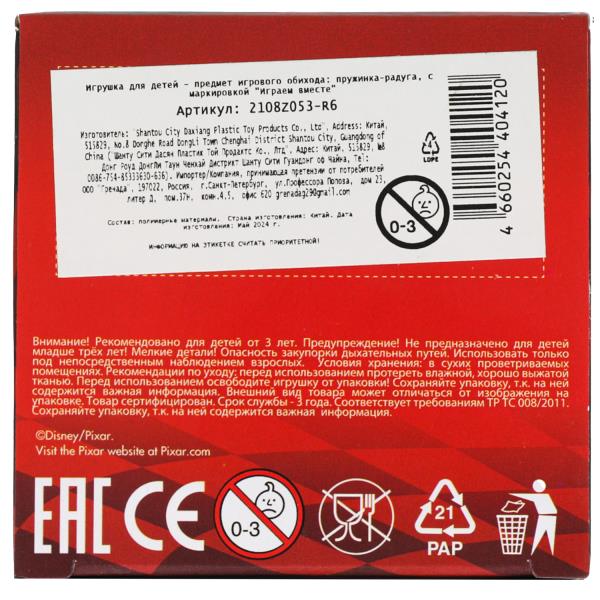 Игрушка для детей - предмет игрового обихода: пружинка-радуга, с
маркировкой "Играем вместе"
Артикул: 2108Z053-R6
Изготовитель: "Shantou City Daxiang Plastic Toy Products Co., Ltd", Address: Китай,
515829, No.8 Donghe Road DongLi Town Chenghai District Shantou City, Guangdong of
China ("Шанту Сити Дасян Пластик Той Продактс Ко., Лтд", Адрес: Китай, 515829, №8
Донг Роуд Донгли Таун Ченхай Дистрикт Шанту Сити Гуандонг оф Чайна, Тел:
0086-754-85333630-636). Импортер/Компания, принимающая претензии от потребителей
ООО "Гренада", 197022, Россия, г.Санкт-Петербург, ул.Профессора Попова, дом 23,
литер Д, пом.37Н, комн.4.5, офис 620 grenadag29@mail.com
Состав: полимерные материалы. Страна изготовления: Китай. Дата
изготовления: Май 2024 г.
ИНФОРМАЦИЮ НА ЭТИКЕТКЕ СЧИТАТЬ ПРИОРИТЕТНОЙ!
4
LDPE
0-3
4 660254 404120
Внимание! Рекомендовано для детей от 3 лет. Предупреждение! Не предназначено для детей
младше трёх лет! Мелкие детали! Опасность закупорки дыхательных путей. Использовать только
под непосредственным наблюдением взрослых. Условия хранения: в сухих проветриваемых
помещениях. Рекомендации по уходу: перед использованием протереть влажной, хорошо выжатой
тканью. Перед использованием освободите игрушку от упаковки! Сохраняйте упаковку, т.к. на ней
содержится важная информация. Внешний вид товара может отличаться от изображения на
упаковке. Товар сертифицирован. Срок службы - 3 года. Соответствует требованиям ТР ТС 008/2011.
Сохраняйте упаковку, т.к. на ней содержится важная информация.
©Disney/Pixar.
Visit the Pixar website at Pixar.com
EAC CE
0-3
21
PAP